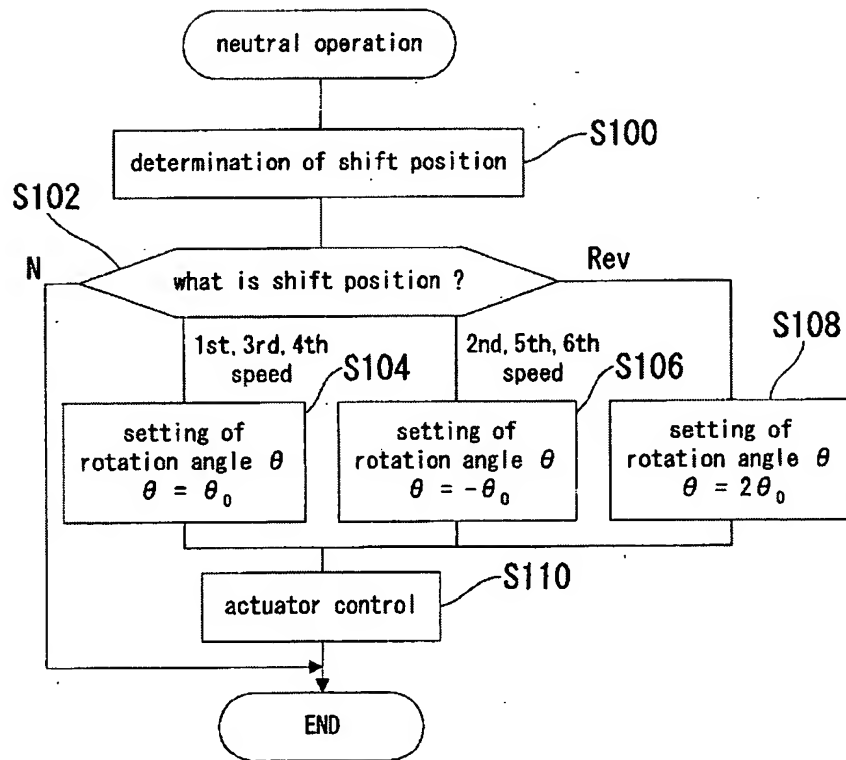 neutral operation
S100
determination of shift position
S102
N
what is shift position ?
Rev
1st, 3rd, 4th
speed
S104
2nd, 5th, 6th
speed
S106
S108
setting of
rotation angle θ
θ = θ₀
setting of
rotation angle θ
θ = -θ₀
setting of
rotation angle θ
θ = 2θ₀
actuator control
S110
END